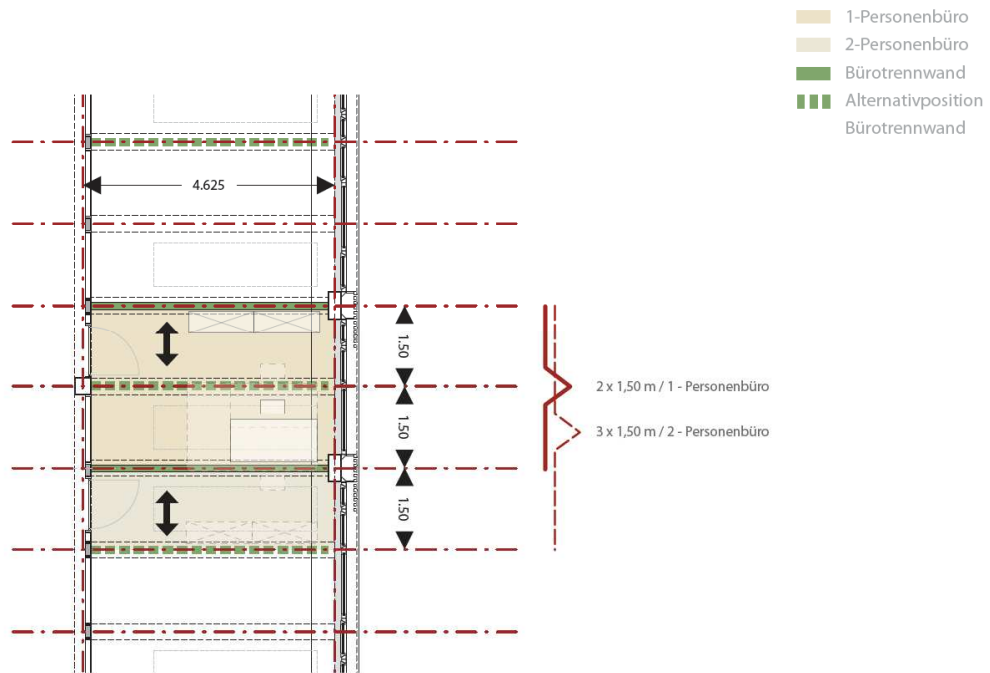 1-Personenbüro
2-Personenbüro
Bürotrennwand
Alternativposition
Bürotrennwand
4.625
1.50
1.50
1.50
2 x 1,50 m / 1 - Personenbüro
3 x 1,50 m / 2 - Personenbüro